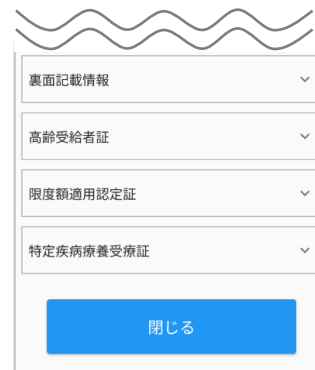 裏面記載情報
高齢受給者証
限度額適用認定証
特定疾病療養受療証
閉じる